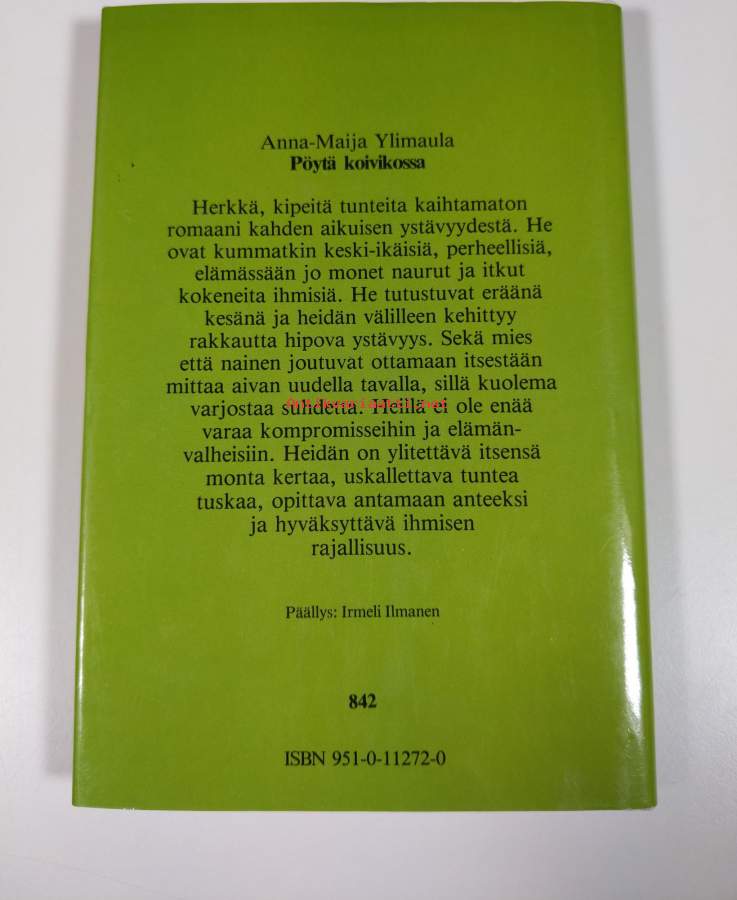 Anna-Maija Ylimaula
Pöytä koivikossa
Herkkä, kipeitä tunteita kaihtamaton
romaani kahden aikuisen ystävyydestä. He
ovat kummatkin keski-ikäisiä, perheellisiä,
elämässään jo monet naurut ja itkut
kokeneita ihmisiä. He tutustuvat eräänä
kesänä ja heidän välilleen kehittyy
rakkautta hipova ystävyys. Sekä mies
että nainen joutuvat ottamaan itsestään
mittaa aivan uudella tavalla, sillä kuolema
varjostaa suhdetta. Heillä ei ole enää
varaa kompromisseihin ja elämän-
valheisiin. Heidän on ylitettävä itsensä
monta kertaa, uskallettava tuntea
tuskaa, opittava antamaan anteeksi
ja hyväksyttävä ihmisen
rajallisuus.
Päällys: Irmeli Ilmanen
842
ISBN 951-0-11272-0